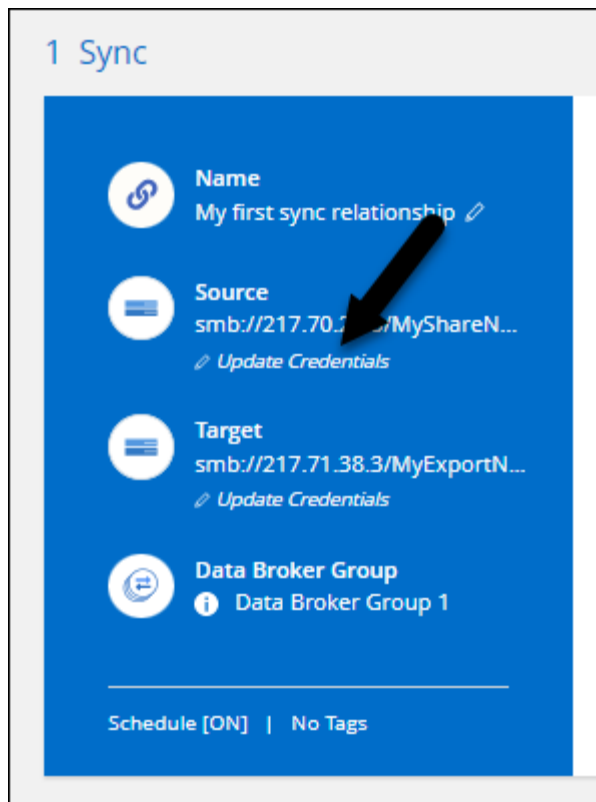 1 Sync
Name
My first sync relationship
Source
smb://217.70.2 /MyShareN...
Update Credentials
Target
smb://217.71.38.3/MyExportN...
Update Credentials
Data Broker Group
Data Broker Group 1
Schedule [ON] | No Tags